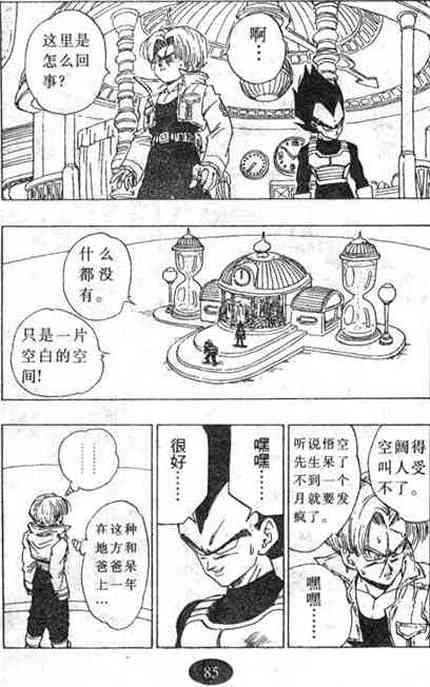 啊…
这里是
怎么回
事?
什么
都没
有。
只是一片
空白的空
间!
空阔得
叫人受
不了。
听说悟空
先生呆了
不到一个
月就要发
疯了。
嘿嘿……
嘿嘿……
很好……
……
在这种
地方和
爸爸呆
上一年
…
85